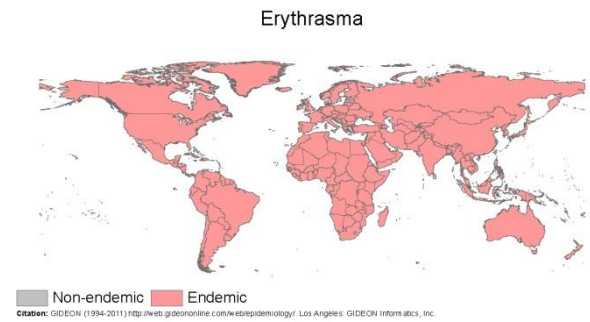 Erythrasma
Non-endemic Endemic
Citation: GIDEON (1994-2011) http://web.gideononline.com/web/epidemiology/. Los Angeles: GIDEON Informatics, Inc.